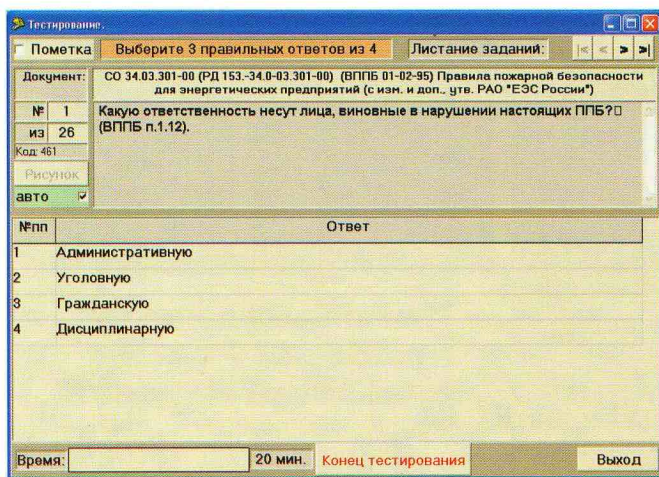 Тестирование.
Пометка Выберите 3 правильных ответов из 4 Листание заданий: |< < > >|
Документ: СО 34.03.301-00 (РД 153.-34.0-03.301-00) (ВППБ 01-02-95) Правила пожарной безопасности
для энергетических предприятий (с изм. и доп., утв. РАО "ЕЭС России")
№ 1
из 26
Код: 461
Рисунок
авто
Какую ответственность несут лица, виновные в нарушении настоящих ППБ?
(ВППБ п.1.12).
№пп Ответ
1 Административную
2 Уголовную
3 Гражданскую
4 Дисциплинарную
Время: 20 мин. Конец тестирования Выход